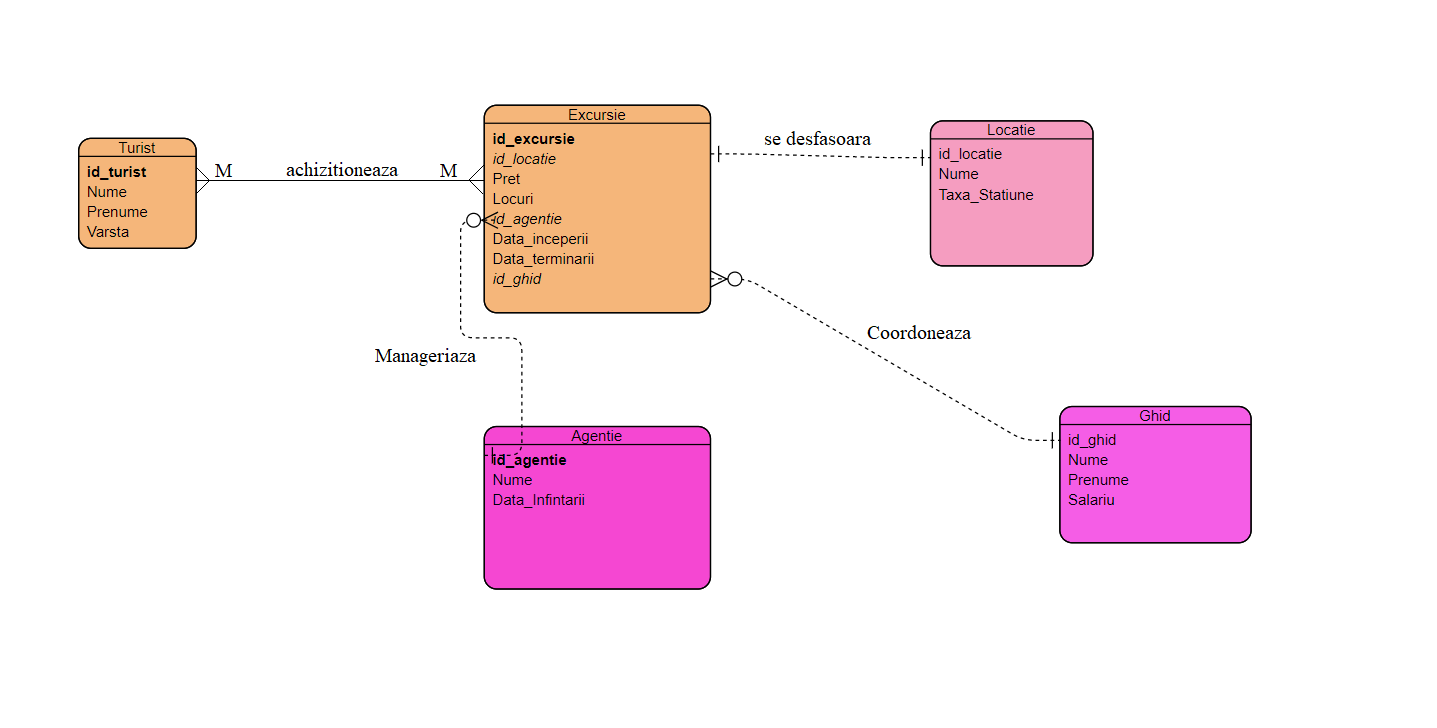 Turist
id_turist
Nume
Prenume
Varsta
M
achizitioneaza
M
Excursie
id_excursie
id_locatie
Pret
Locuri
id_agentie
Data_inceperii
Data_terminarii
id_ghid
se desfasoara
Locatie
id_locatie
Nume
Taxa_Statiune
Manageriaza
Coordoneaza
Agentie
id_agentie
Nume
Data_Infintarii
Ghid
id_ghid
Nume
Prenume
Salariu